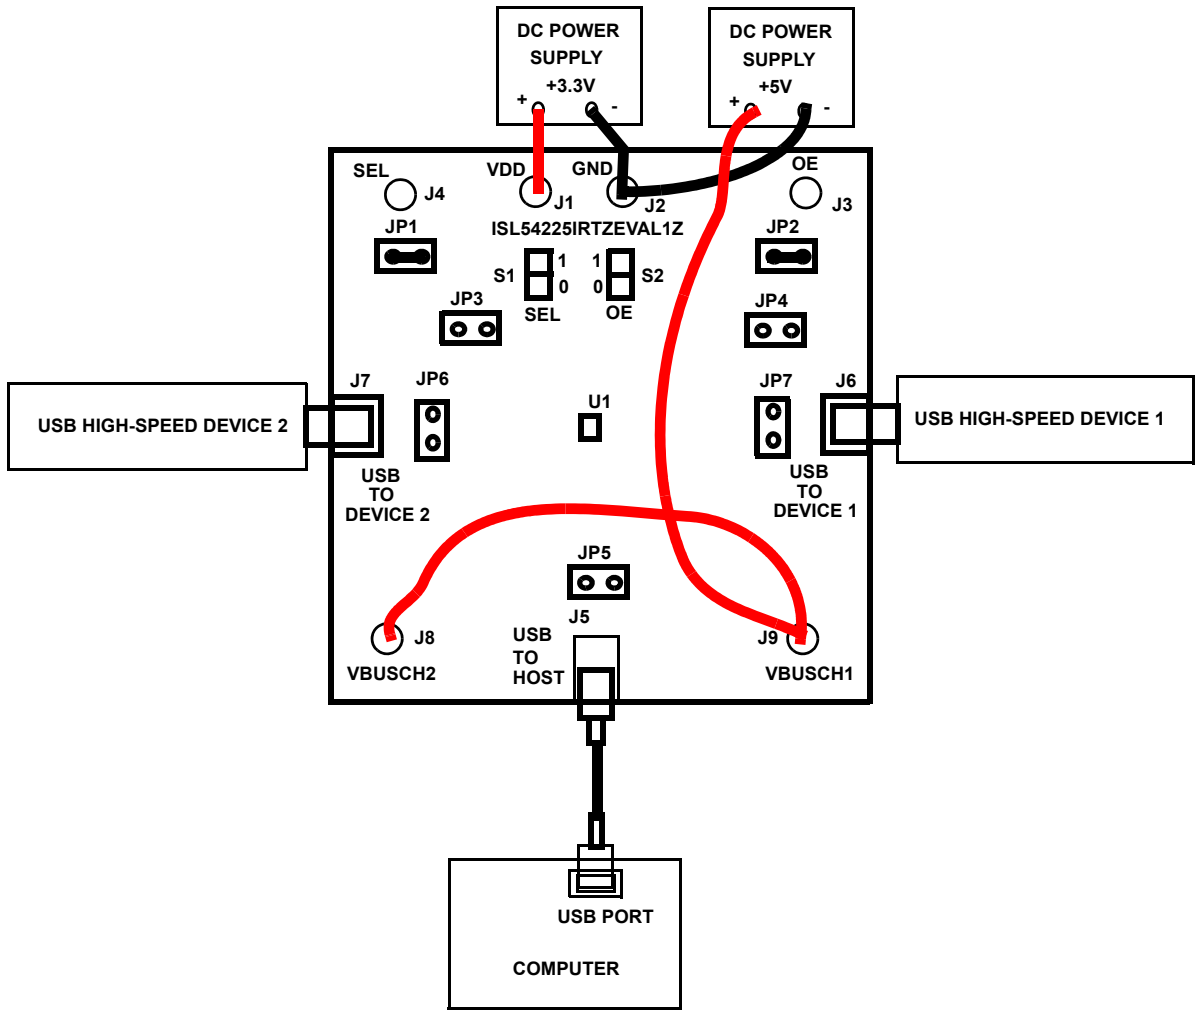 DC POWER
SUPPLY
+3.3V
+ -
DC POWER
SUPPLY
+5V
+ -
SEL
J4
VDD
J1
GND
J2
OE
J3
ISL54225IRTZEVAL1Z
JP1
JP2
S1
1
0
SEL
1
0
S2
OE
JP3
JP4
J7
JP6
U1
JP7
J6
USB HIGH-SPEED DEVICE 2
USB HIGH-SPEED DEVICE 1
USB
TO
DEVICE 2
USB
TO
DEVICE 1
JP5
J5
USB
TO
HOST
J8
VBUSCH2
J9
VBUSCH1
USB PORT
COMPUTER